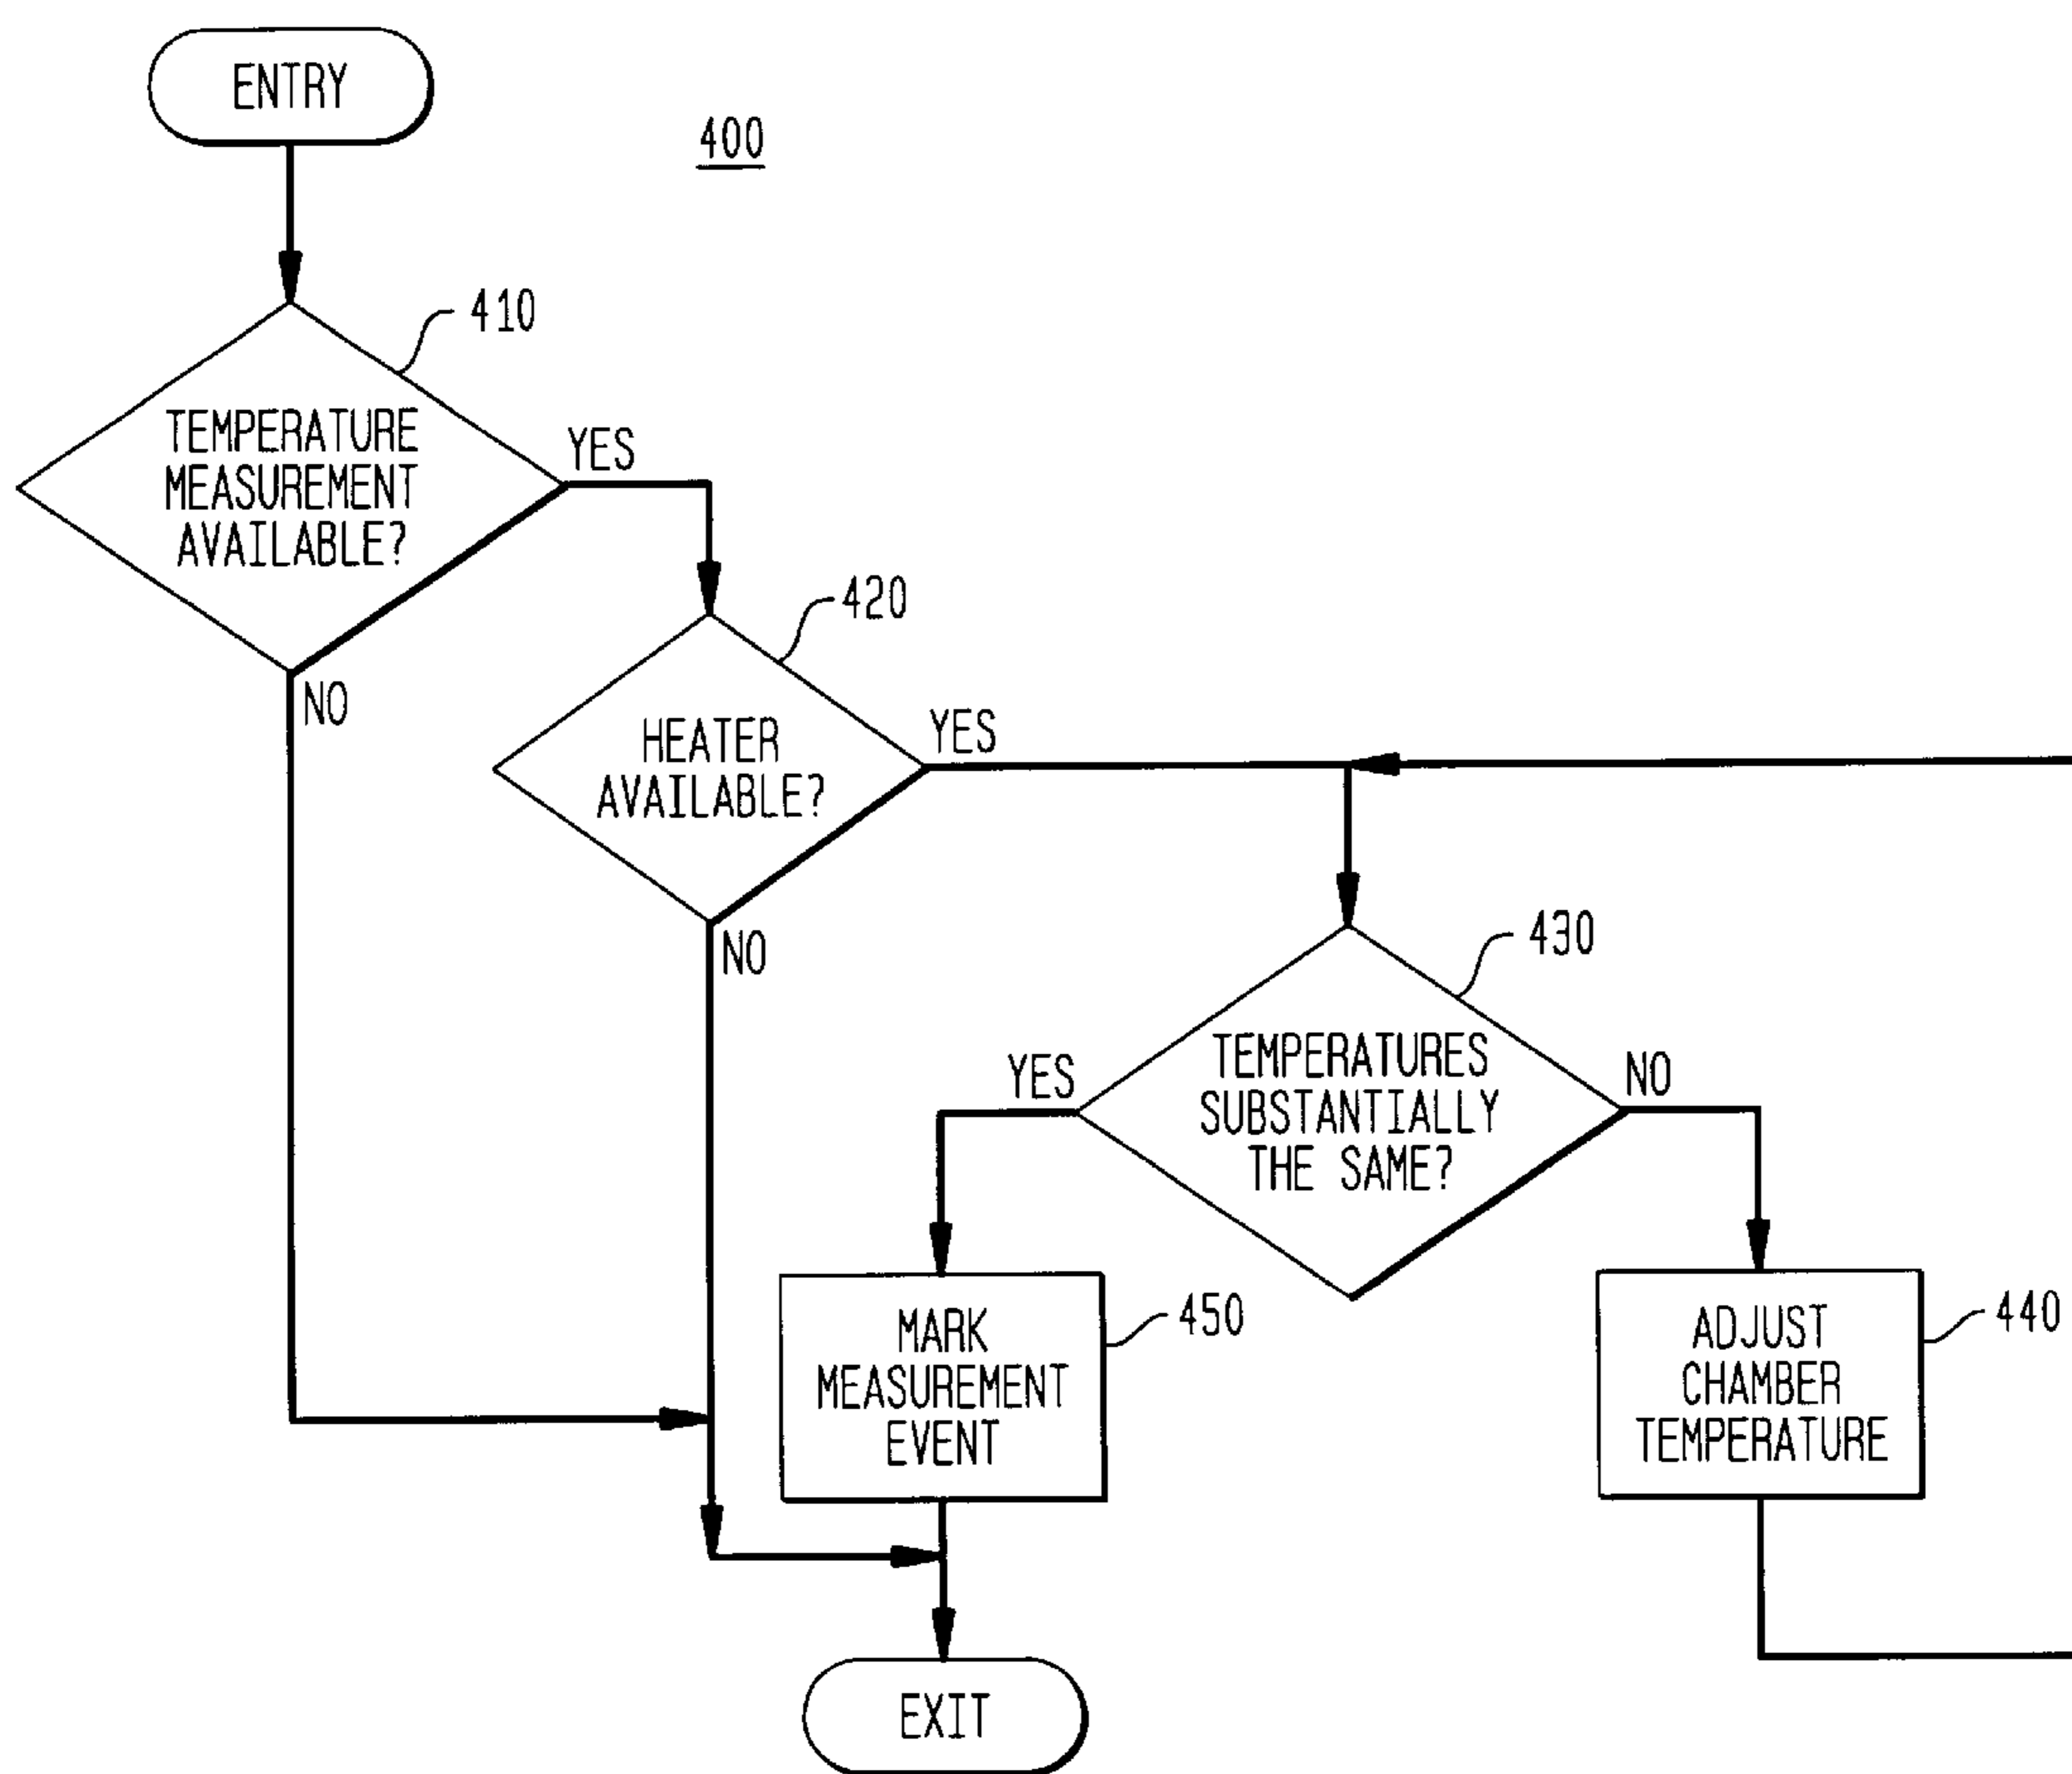 ENTRY
400
410
TEMPERATURE
MEASUREMENT
AVAILABLE?
YES
NO
420
HEATER
AVAILABLE?
YES
NO
430
TEMPERATURES
SUBSTANTIALLY
THE SAME?
YES
NO
MARK
MEASUREMENT
EVENT
450
ADJUST
CHAMBER
TEMPERATURE
440
EXIT